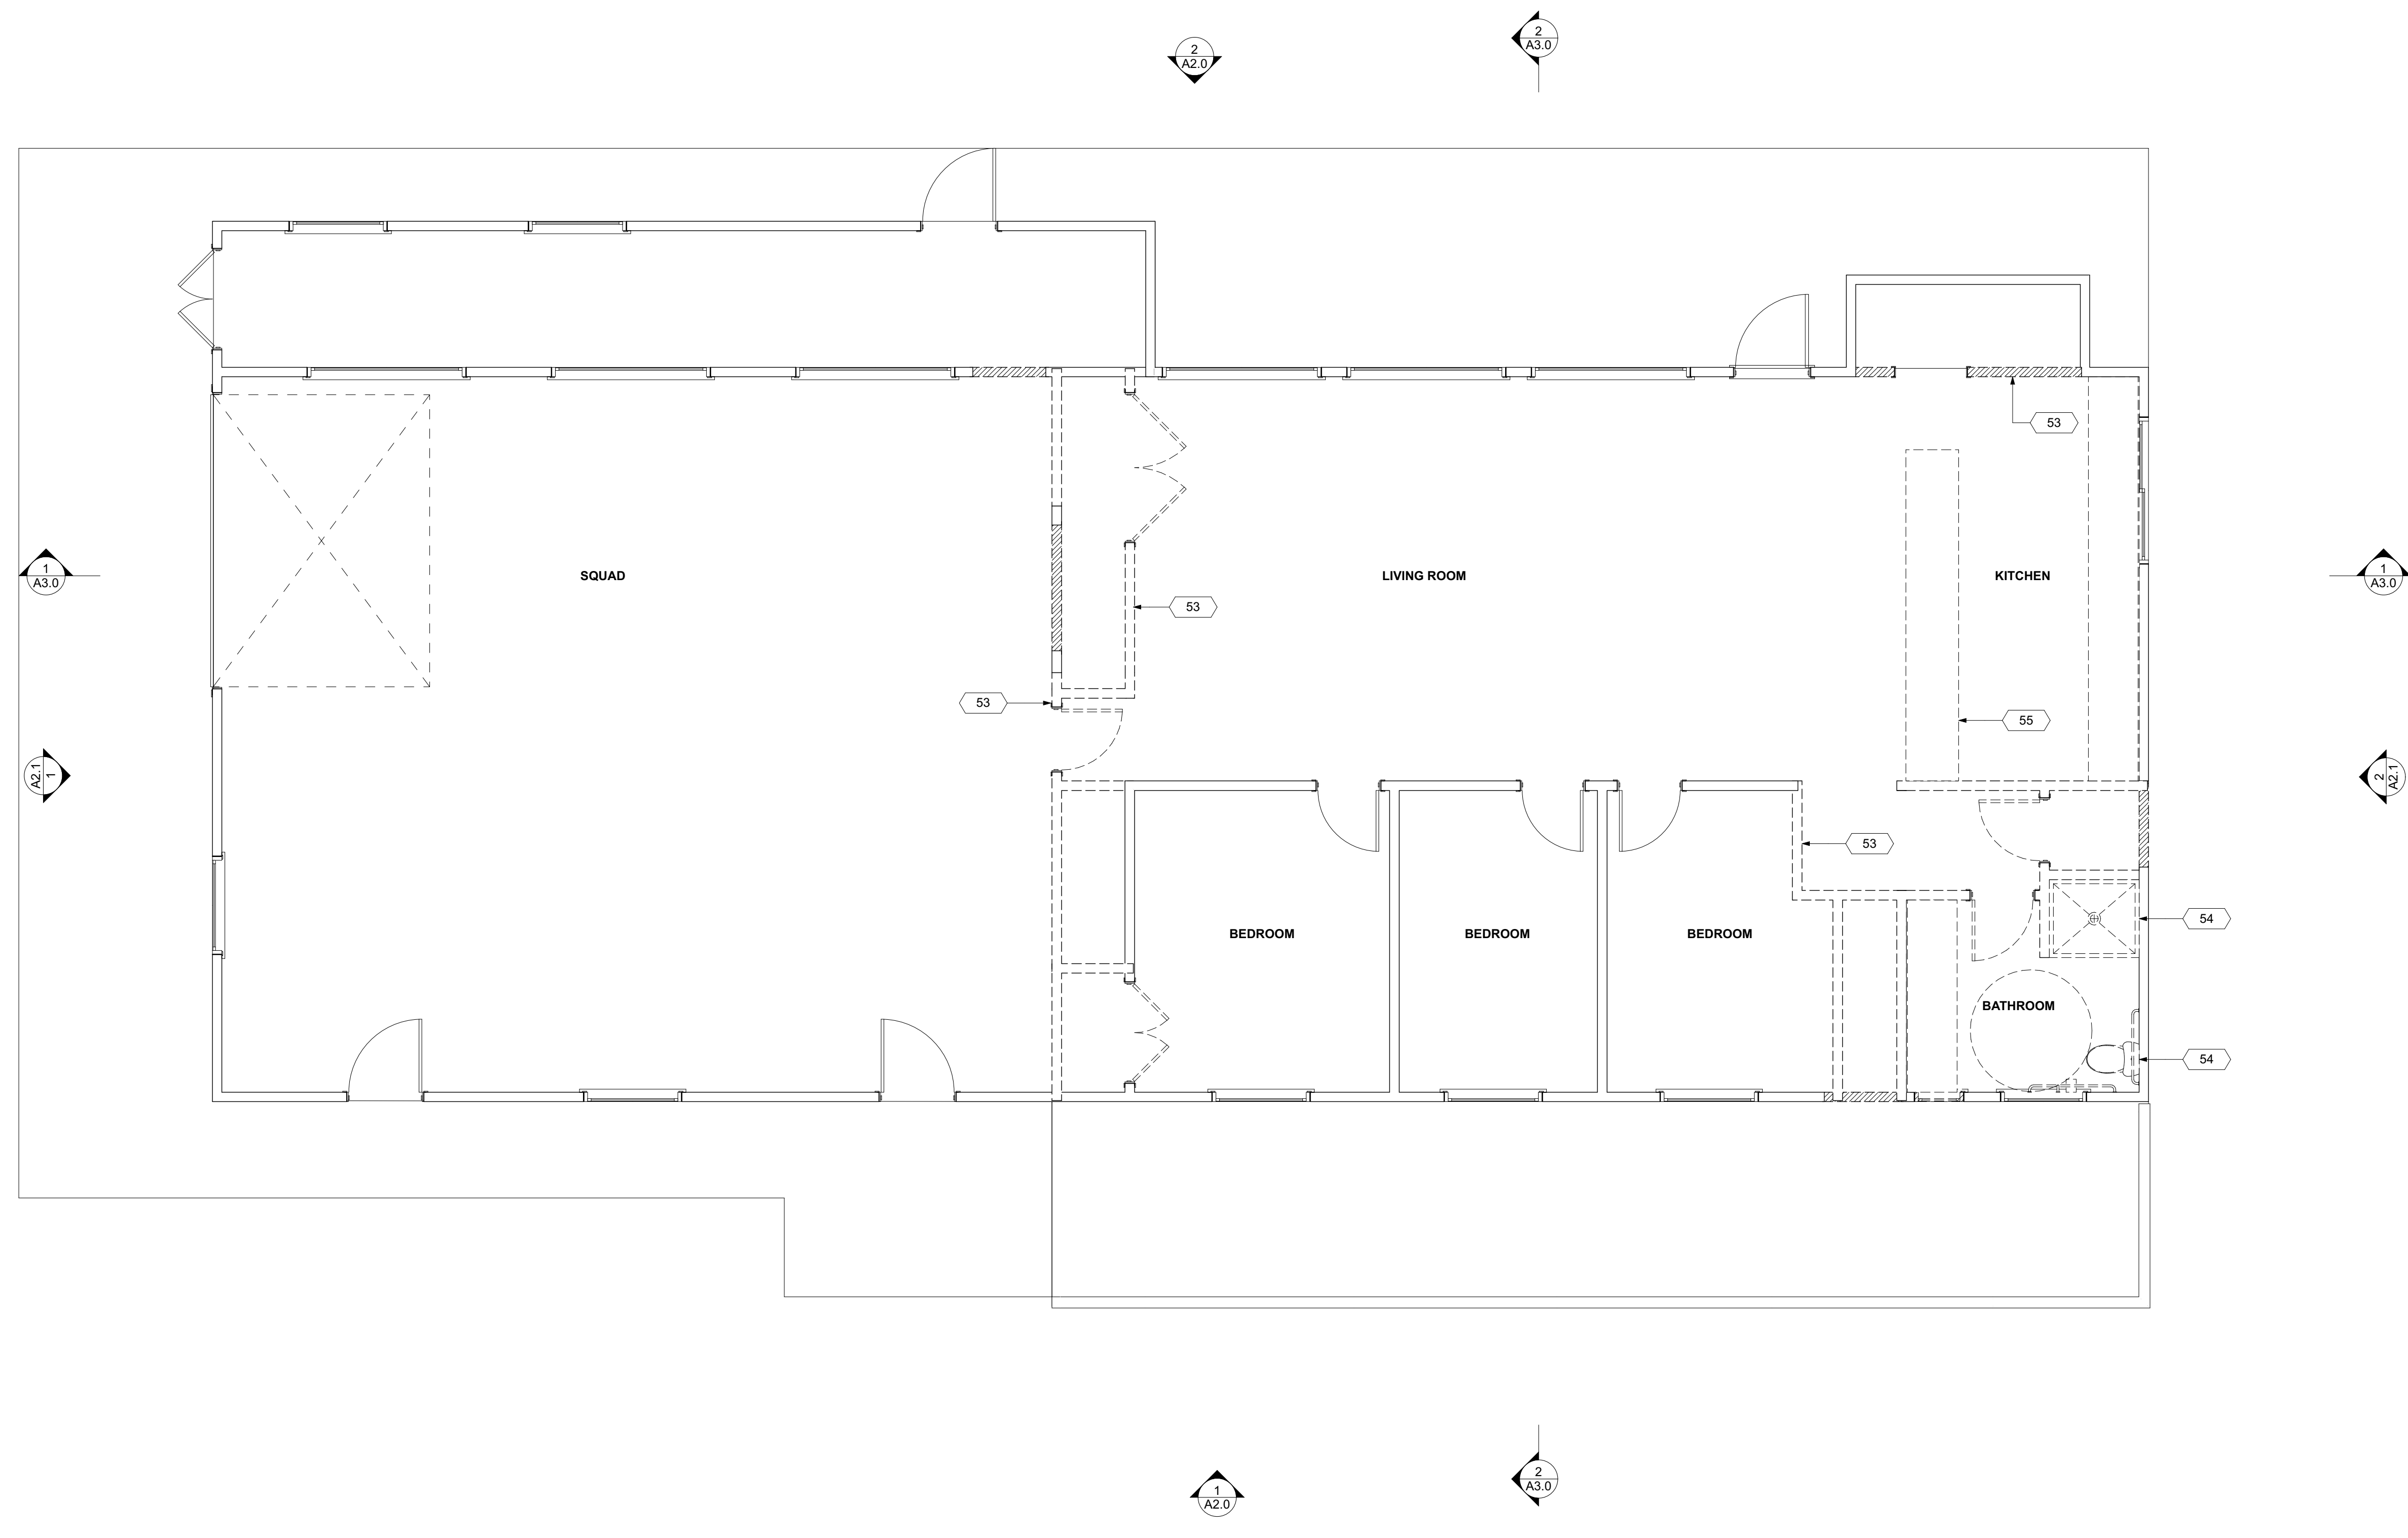 2
A3.0
2
A2.0
53
1
A3.0
SQUAD
LIVING ROOM
KITCHEN
1
A3.0
53
53
55
A2.1
1
2
A2.1
53
54
BEDROOM
BEDROOM
BEDROOM
BATHROOM
54
2
A3.0
1
A2.0